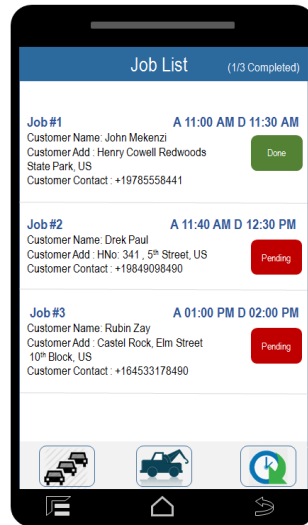 Job List (1/3 Completed)
Job #1 A 11:00 AM D 11:30 AM
Customer Name: John Mekenzi
Customer Add : Henry Cowell Redwoods
State Park, US
Done
Customer Contact : +19785558441
Job #2 A 11:40 AM D 12:30 PM
Customer Name: Drek Paul
Customer Add : HNo: 341 , 5th Street, US
Pending
Customer Contact : +19849098490
Job #3 A 01:00 PM D 02:00 PM
Customer Name: Rubin Zay
Customer Add : Castel Rock, Elm Street
10th Block, US
Pending
Customer Contact : +164533178490